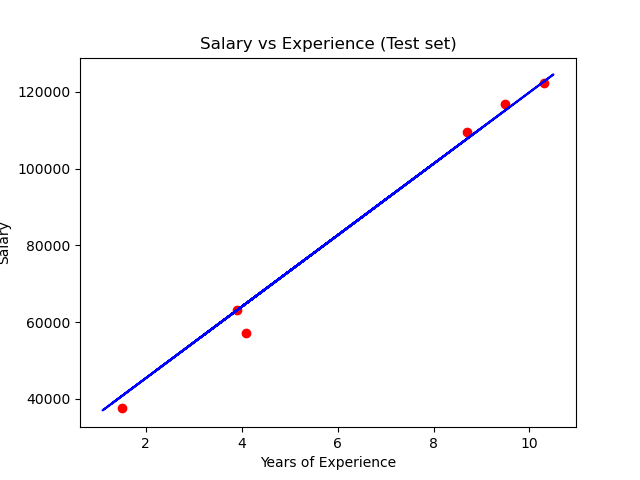 Salary vs Experience (Test set)
120000
100000
80000
60000
40000
Salary
2 4 6 8 10
Years of Experience